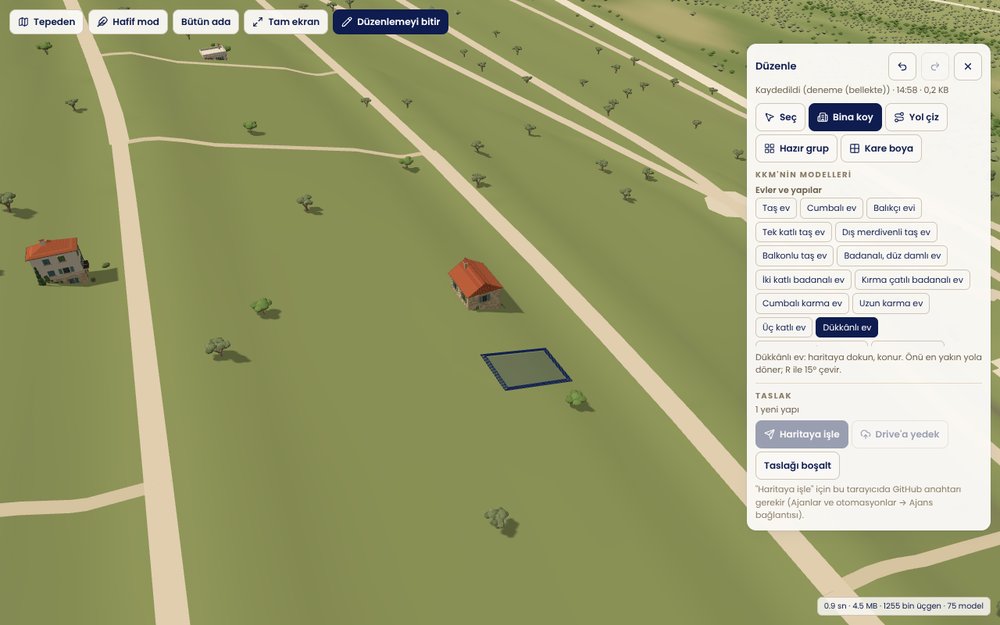 Tepeden
Hafif mod
Bütün ada
Tam ekran
Düzenlemeyi bitir
Düzenle
Kaydedildi (deneme (bellekte)) · 14:58 · 0,2 KB
Seç
Bina koy
Yol çiz
Hazır grup
Kare boya
KKM'NİN MODELLERİ
Evler ve yapılar
Taş ev
Cumbalı ev
Balıkçı evi
Tek katlı taş ev
Dış merdivenli taş ev
Balkonlu taş ev
Badanalı, düz damlı ev
İki katlı badanalı ev
Kırma çatılı badanalı ev
Cumbalı karma ev
Uzun karma ev
Üç katlı ev
Dükkânlı ev
Dükkânlı ev: haritaya dokun, konur. Önü en yakın yola
döner; R ile 15° çevir.
TASLAK
1 yeni yapı
Haritaya işle
Drive'a yedek
Taslağı boşalt
"Haritaya işle" için bu tarayıcıda GitHub anahtarı
gerekir (Ajanlar ve otomasyonlar → Ajans
bağlantısı).
0.9 sn · 4.5 MB · 1255 bin üçgen · 75 model